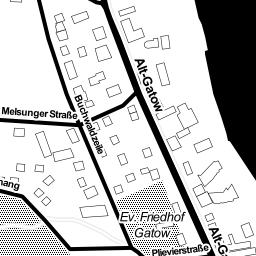 Alt-Gatow
Melsunger Straße
Buchwaldzeile
hang
Ev. Friedhof
Gatow
Plievierstraße
Alt-G